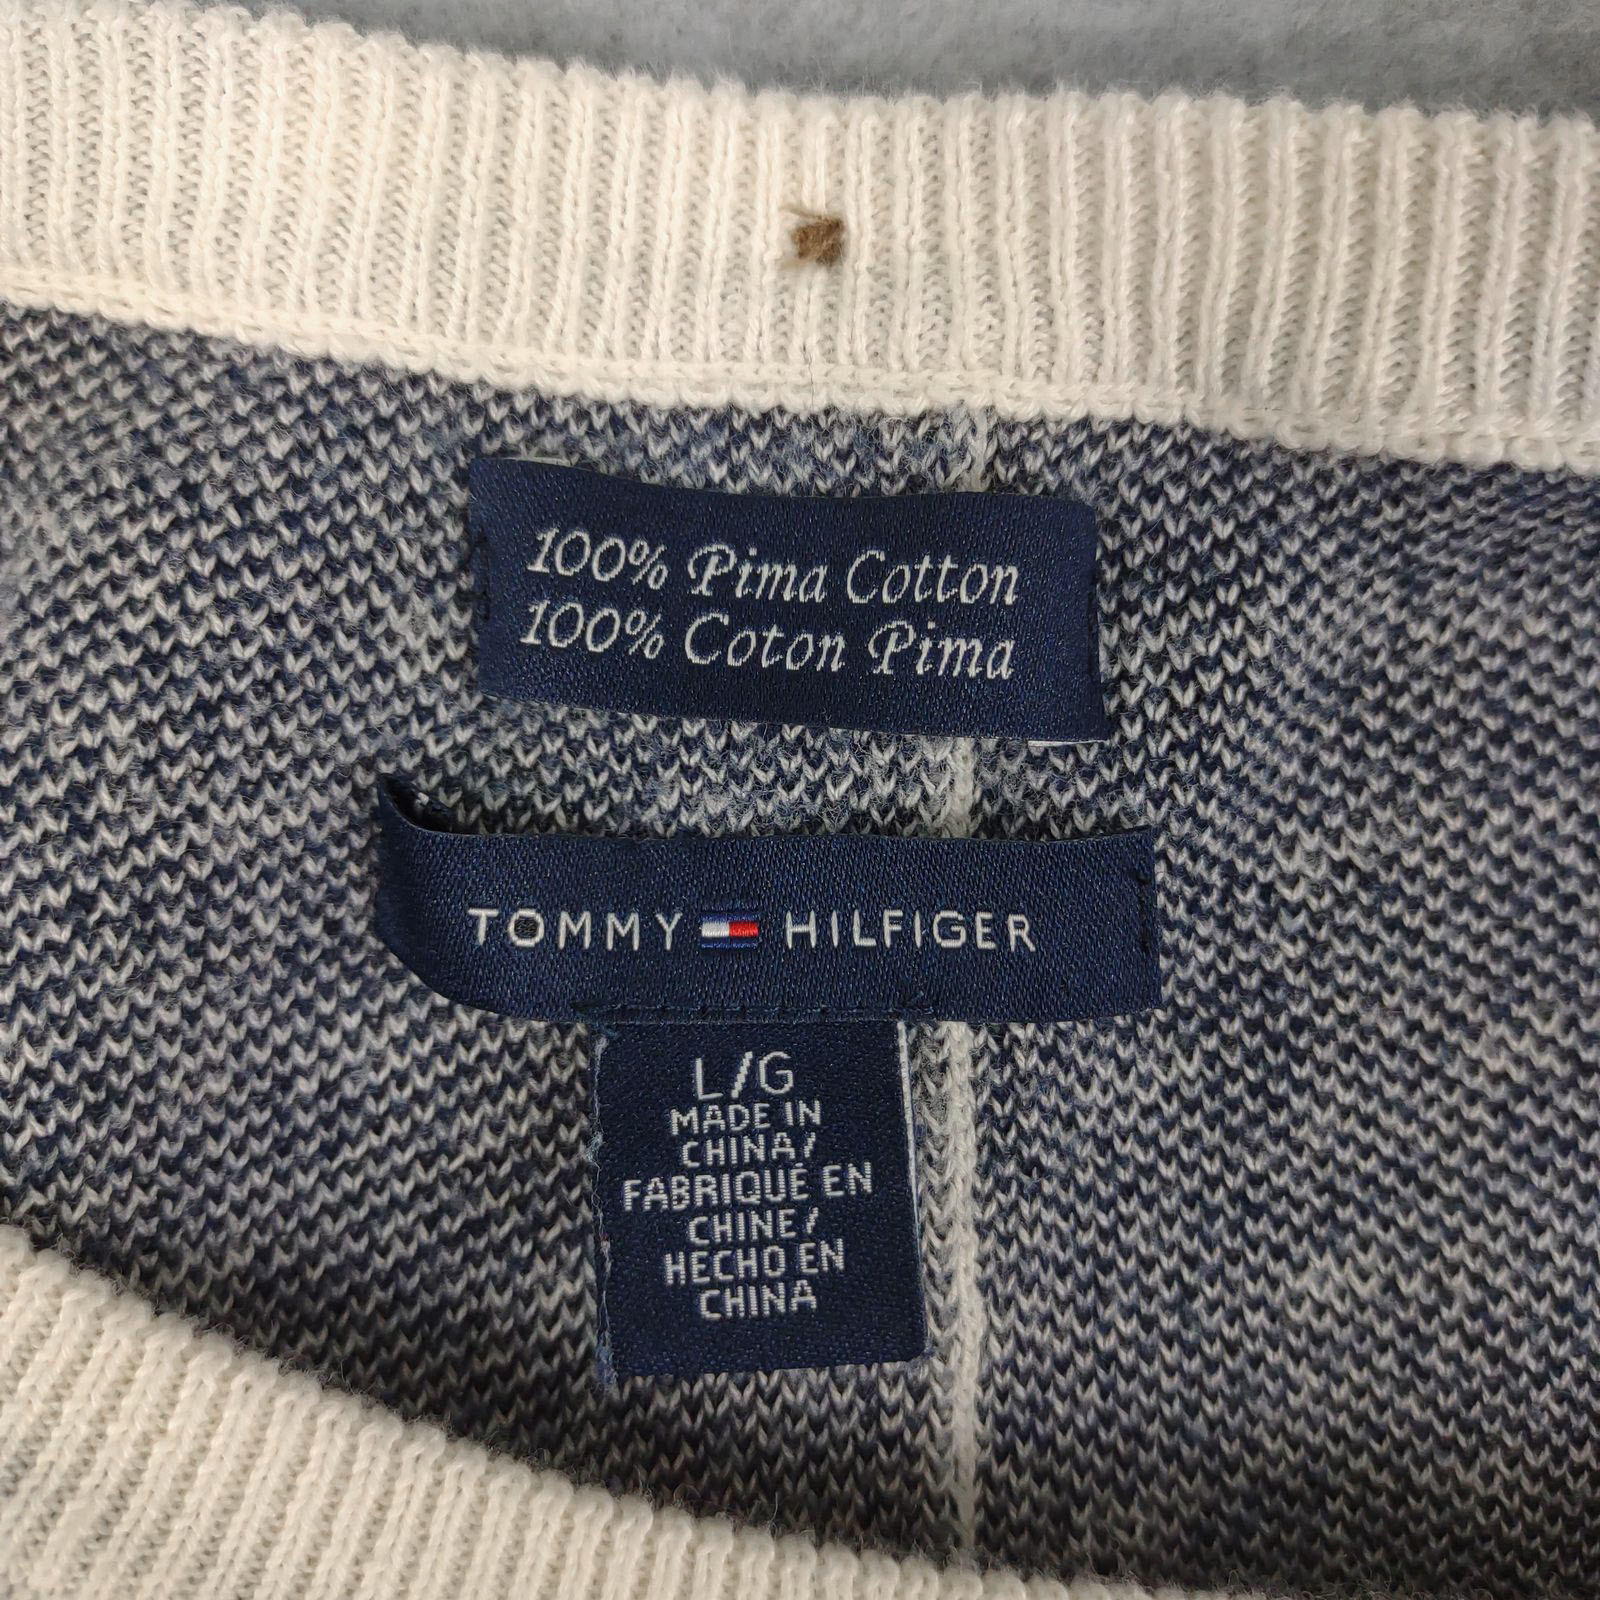 100% Pima Cotton
100% Coton Pima
TOMMY HILFIGER
L/G
MADE IN
CHINA/
FABRIQUÉ EN
CHINE/
HECHO EN
CHINA